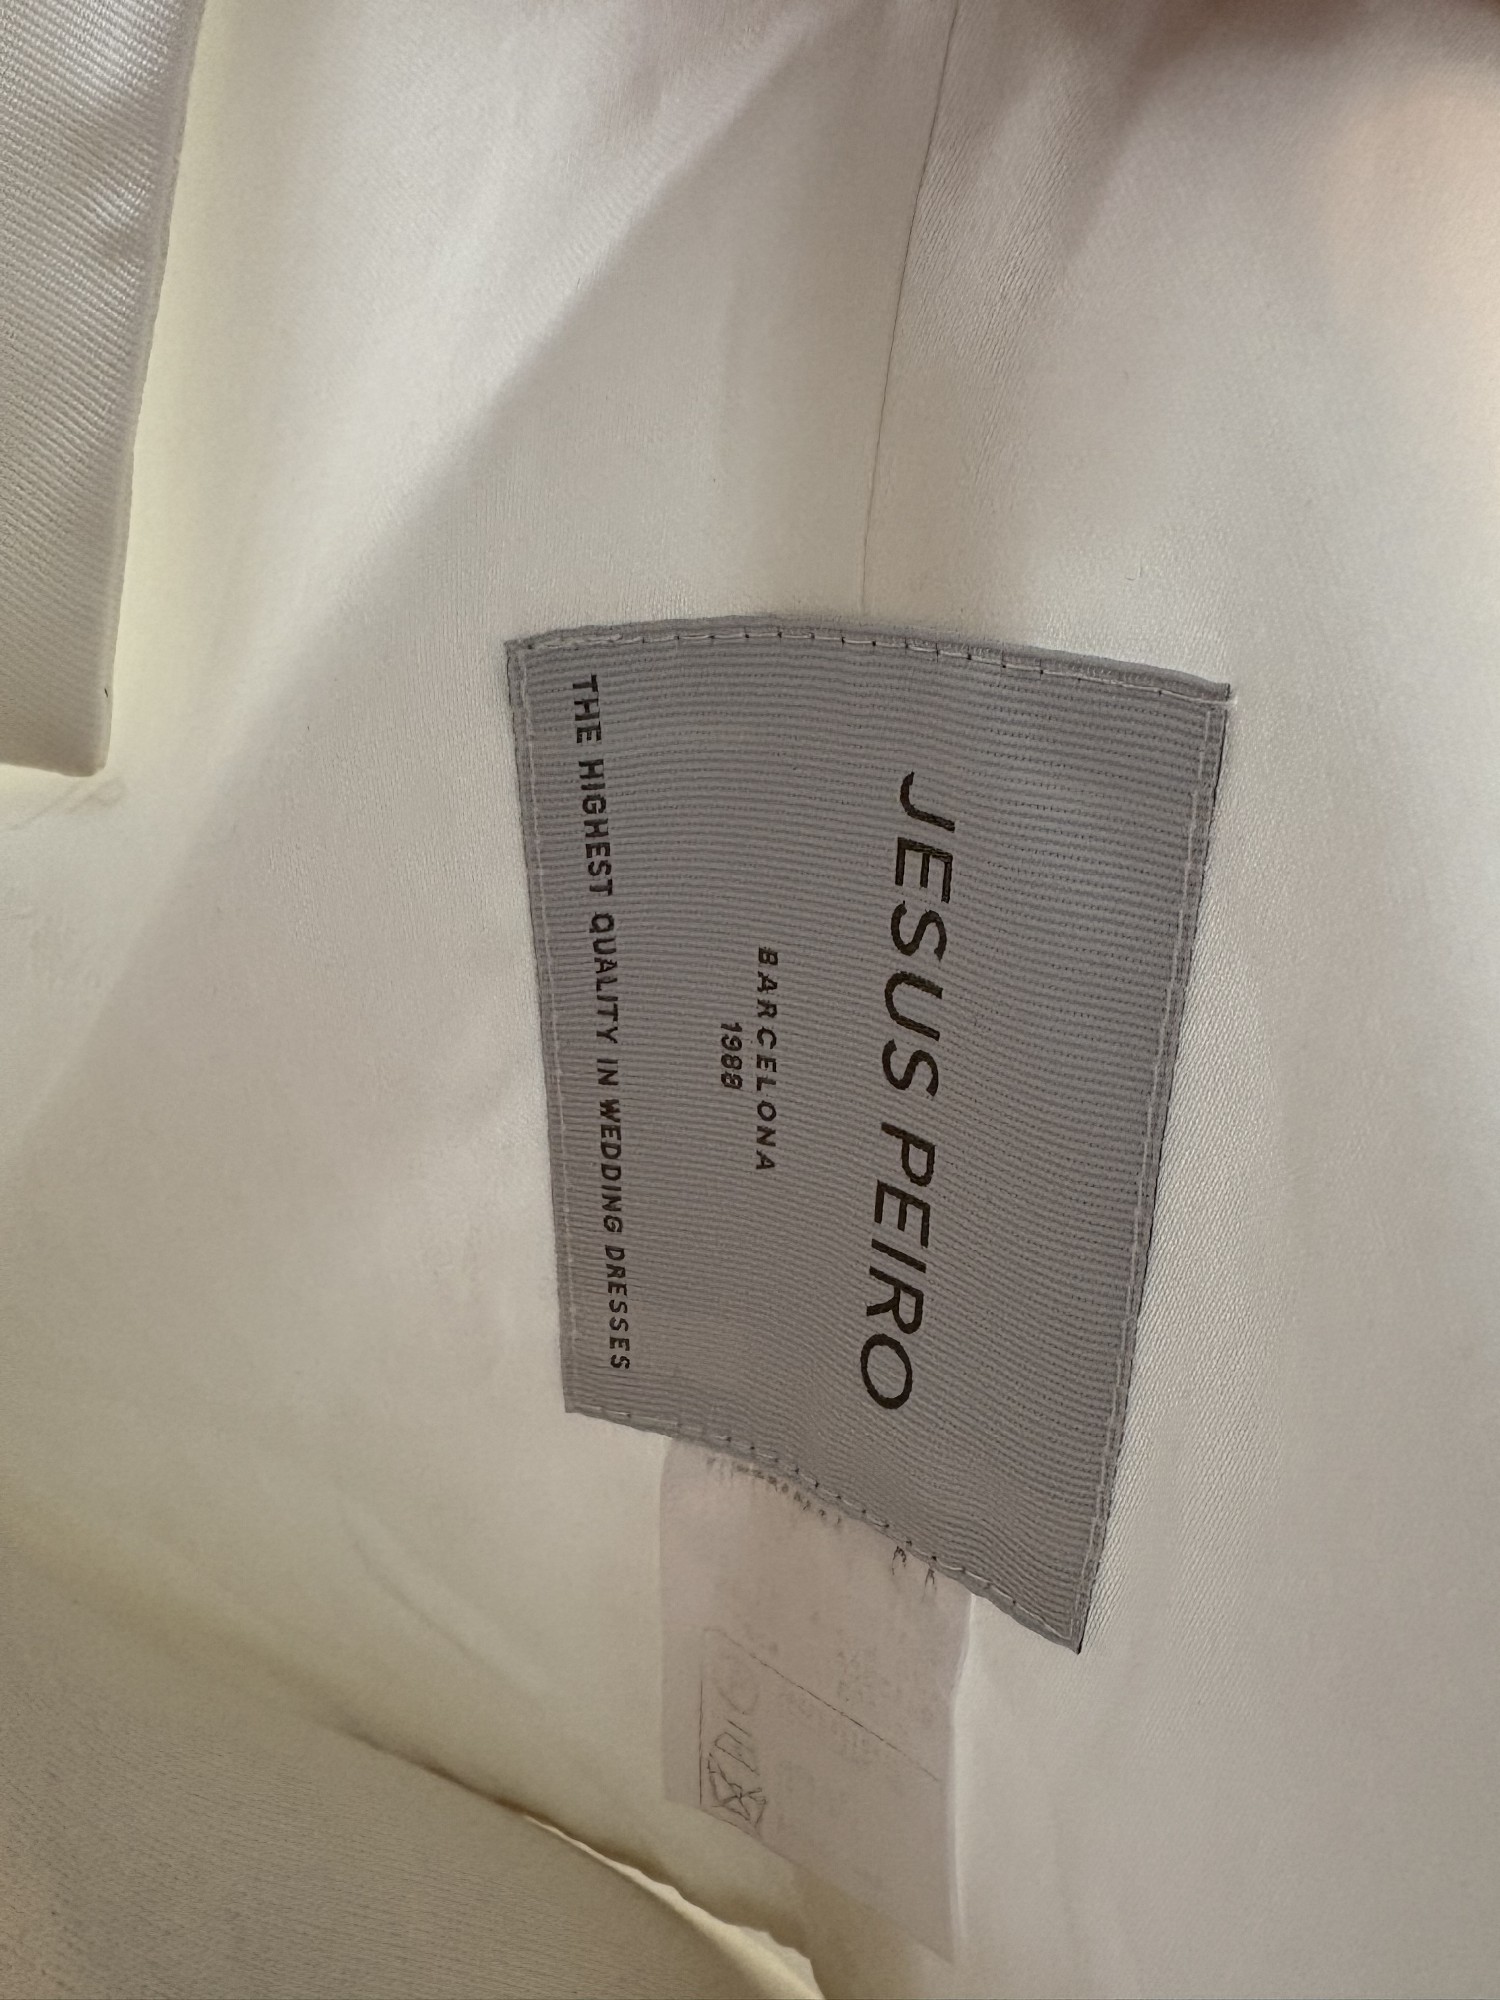 JESUS PEIRO
BARCELONA
1988
THE HIGHEST QUALITY IN WEDDING DRESSES